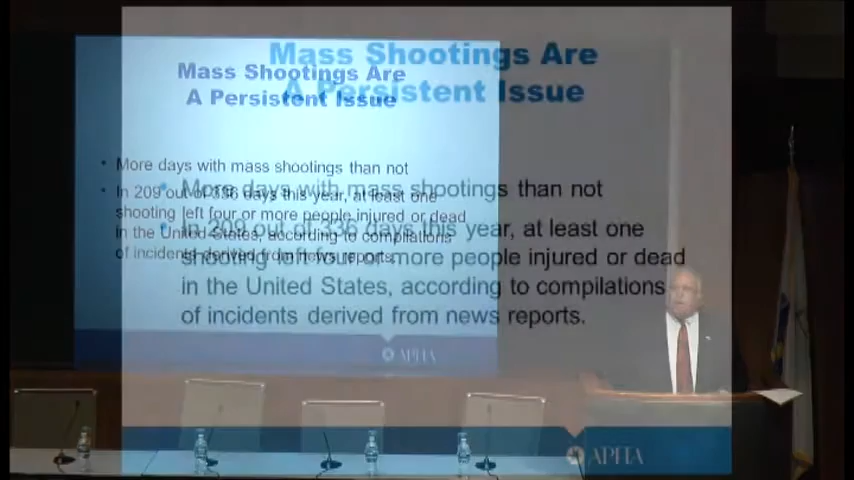 Mass Shootings Are
A Persistent Issue
• More days with mass shootings than not
• In 209 out of 336 days this year, at least one
shooting left four or more people injured or dead
in the United States, according to compilations
of incidents derived from news reports.
APHA
Mass Shootings Are
A Persistent Issue
• More days with mass shootings than not
• In 209 out of 336 days this year, at least one
shooting left four or more people injured or dead
in the United States, according to compilations
of incidents derived from news reports.
APHA